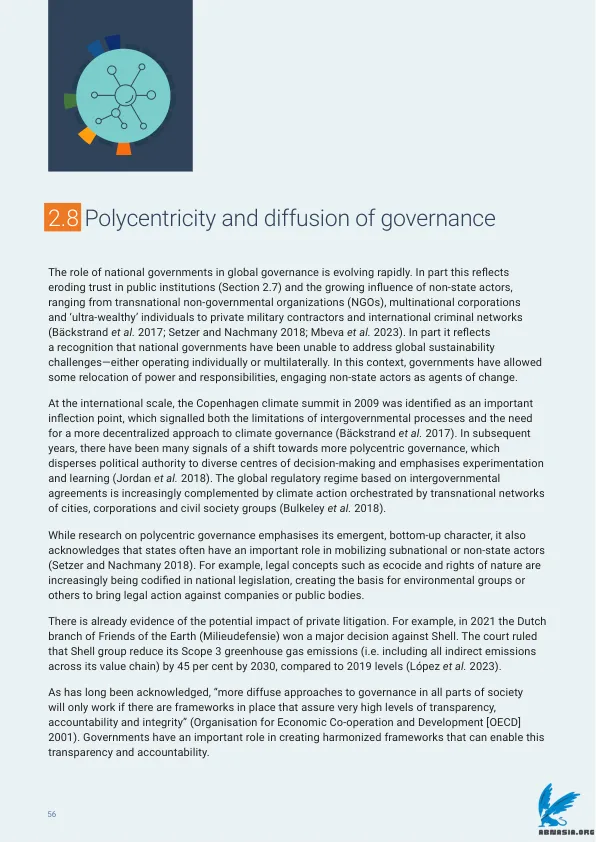 2.8 Polycentricity and diffusion of governance
The role of national governments in global governance is evolving rapidly. In part this reflects
eroding trust in public institutions (Section 2.7) and the growing influence of non-state actors,
ranging from transnational non-governmental organizations (NGOs), multinational corporations
and ‘ultra-wealthy’ individuals to private military contractors and international criminal networks
(Bäckstrand et al. 2017; Setzer and Nachmany 2018; Mbeva et al. 2023). In part it reflects
a recognition that national governments have been unable to address global sustainability
challenges—either operating individually or multilaterally. In this context, governments have allowed
some relocation of power and responsibilities, engaging non-state actors as agents of change.
At the international scale, the Copenhagen climate summit in 2009 was identified as an important
inflection point, which signalled both the limitations of intergovernmental processes and the need
for a more decentralized approach to climate governance (Bäckstrand et al. 2017). In subsequent
years, there have been many signals of a shift towards more polycentric governance, which
disperses political authority to diverse centres of decision-making and emphasises experimentation
and learning (Jordan et al. 2018). The global regulatory regime based on intergovernmental
agreements is increasingly complemented by climate action orchestrated by transnational networks
of cities, corporations and civil society groups (Bulkeley et al. 2018).
While research on polycentric governance emphasises its emergent, bottom-up character, it also
acknowledges that states often have an important role in mobilizing subnational or non-state actors
(Setzer and Nachmany 2018). For example, legal concepts such as ecocide and rights of nature are
increasingly being codified in national legislation, creating the basis for environmental groups or
others to bring legal action against companies or public bodies.
There is already evidence of the potential impact of private litigation. For example, in 2021 the Dutch
branch of Friends of the Earth (Milieudefensie) won a major decision against Shell. The court ruled
that Shell group reduce its Scope 3 greenhouse gas emissions (i.e. including all indirect emissions
across its value chain) by 45 per cent by 2030, compared to 2019 levels (López et al. 2023).
As has long been acknowledged, “more diffuse approaches to governance in all parts of society
will only work if there are frameworks in place that assure very high levels of transparency,
accountability and integrity” (Organisation for Economic Co-operation and Development [OECD]
2001). Governments have an important role in creating harmonized frameworks that can enable this
transparency and accountability.
56
ABNASIA.ORG